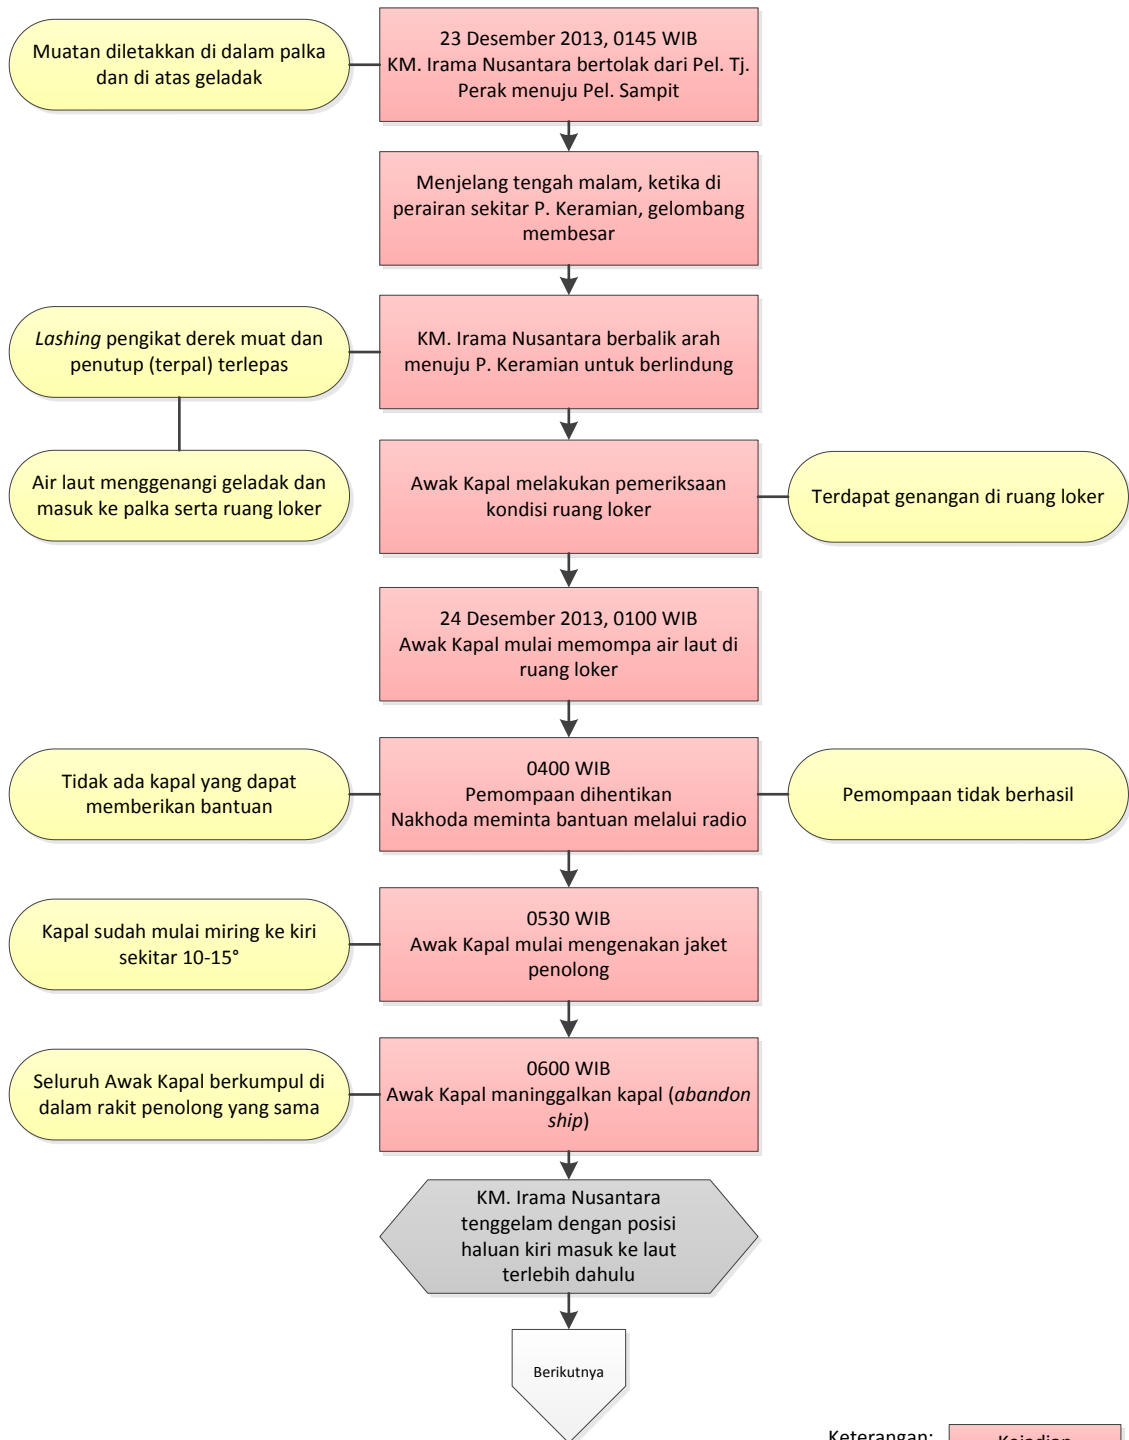 Muatan diletakkan di dalam palka
dan di atas geladak
23 Desember 2013, 0145 WIB
KM. Irama Nusantara bertolak dari Pel. Tj.
Perak menuju Pel. Sampit
Menjelang tengah malam, ketika di
perairan sekitar P. Keramian, gelombang
membesar
Lashing pengikat derek muat dan
penutup (terpal) terlepas
KM. Irama Nusantara berbalik arah
menuju P. Keramian untuk berlindung
Air laut menggenangi geladak dan
masuk ke palka serta ruang loker
Awak Kapal melakukan pemeriksaan
kondisi ruang loker
Terdapat genangan di ruang loker
24 Desember 2013, 0100 WIB
Awak Kapal mulai memompa air laut di
ruang loker
Tidak ada kapal yang dapat
memberikan bantuan
0400 WIB
Pemompaan dihentikan
Nakhoda meminta bantuan melalui radio
Pemompaan tidak berhasil
Kapal sudah mulai miring ke kiri
sekitar 10-15°
0530 WIB
Awak Kapal mulai mengenakan jaket
penolong
Seluruh Awak Kapal berkumpul di
dalam rakit penolong yang sama
0600 WIB
Awak Kapal maninggalkan kapal (abandon
ship)
KM. Irama Nusantara
tenggelam dengan posisi
haluan kiri masuk ke laut
terlebih dahulu
Berikutnya
Keterangan:
Kejadian